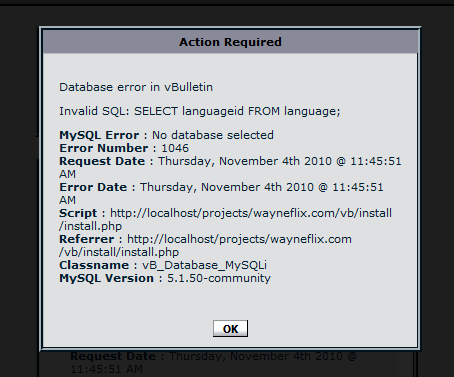 Action Required
Database error in vBulletin
Invalid SQL: SELECT languageid FROM language;
MySQL Error : No database selected
Error Number : 1046
Request Date : Thursday, November 4th 2010 @ 11:45:51
AM
Error Date : Thursday, November 4th 2010 @ 11:45:51
AM
Script : http://localhost/projects/wayneflix.com/vb/install
/install.php
Referrer : http://localhost/projects/wayneflix.com
/vb/install/install.php
Classname : vB_Database_MySQLi
MySQL Version : 5.1.50-community
OK
Request Date : Thursday, November 4th 2010 @
11:45:51 AM